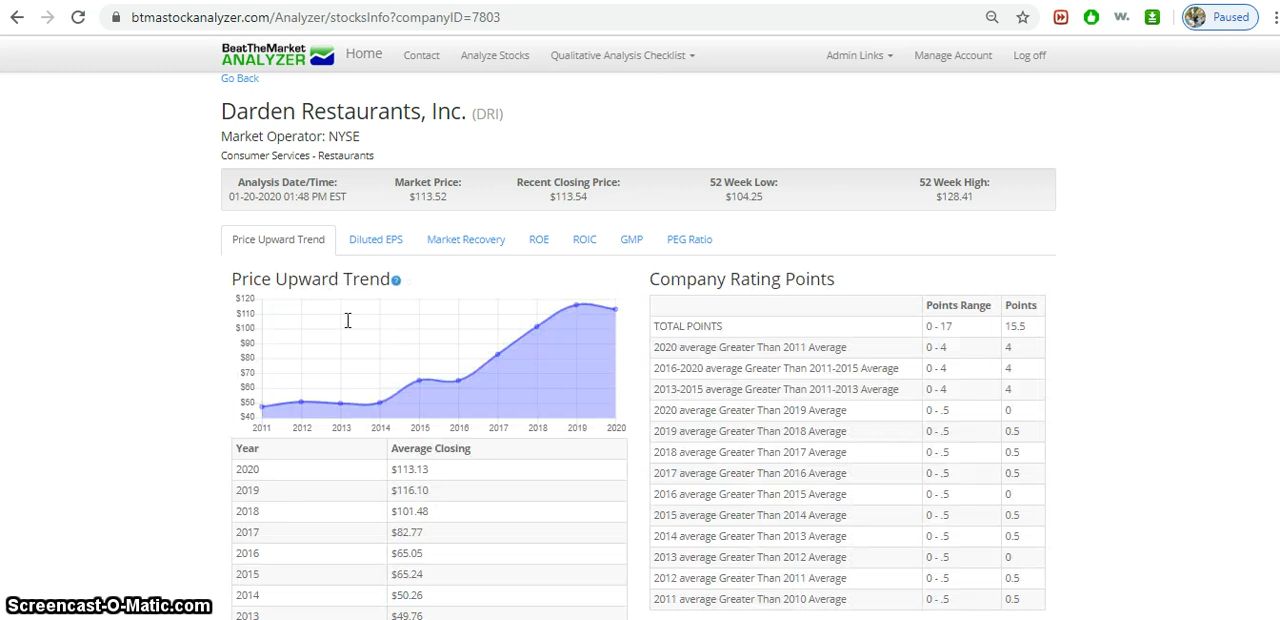 btmastockanalyzer.com/Analyzer/stocksInfo?companyID=7803
W.
Paused
BeatTheMarket
ANALYZER
Home Contact Analyze Stocks Qualitative Analysis Checklist Admin Links Manage Account Log off
Go Back
Darden Restaurants, Inc. (DRI)
Market Operator: NYSE
Consumer Services - Restaurants
Analysis Date/Time: Market Price: Recent Closing Price: 52 Week Low: 52 Week High:
01-20-2020 01:48 PM EST $113.52 $113.54 $104.25 $128.41
Price Upward Trend Diluted EPS Market Recovery ROE ROIC GMP PEG Ratio
Price Upward Trend ?
$120
$110
$100
$90
$80
$70
$60
$50
$40
2011 2012 2013 2014 2015 2016 2017 2018 2019 2020
Year Average Closing
2020 $113.13
2019 $116.10
2018 $101.48
2017 $82.77
2016 $65.05
2015 $65.24
2014 $50.26
2013 $49.76
Company Rating Points
Points Range Points
TOTAL POINTS 0 - 17 15.5
2020 average Greater Than 2011 Average 0 - 4 4
2016-2020 average Greater Than 2011-2015 Average 0 - 4 4
2013-2015 average Greater Than 2011-2013 Average 0 - 4 4
2020 average Greater Than 2019 Average 0 - .5 0
2019 average Greater Than 2018 Average 0 - .5 0.5
2018 average Greater Than 2017 Average 0 - .5 0.5
2017 average Greater Than 2016 Average 0 - .5 0.5
2016 average Greater Than 2015 Average 0 - .5 0
2015 average Greater Than 2014 Average 0 - .5 0.5
2014 average Greater Than 2013 Average 0 - .5 0.5
2013 average Greater Than 2012 Average 0 - .5 0
2012 average Greater Than 2011 Average 0 - .5 0.5
2011 average Greater Than 2010 Average 0 - .5 0.5
Screencast-O-Matic.com